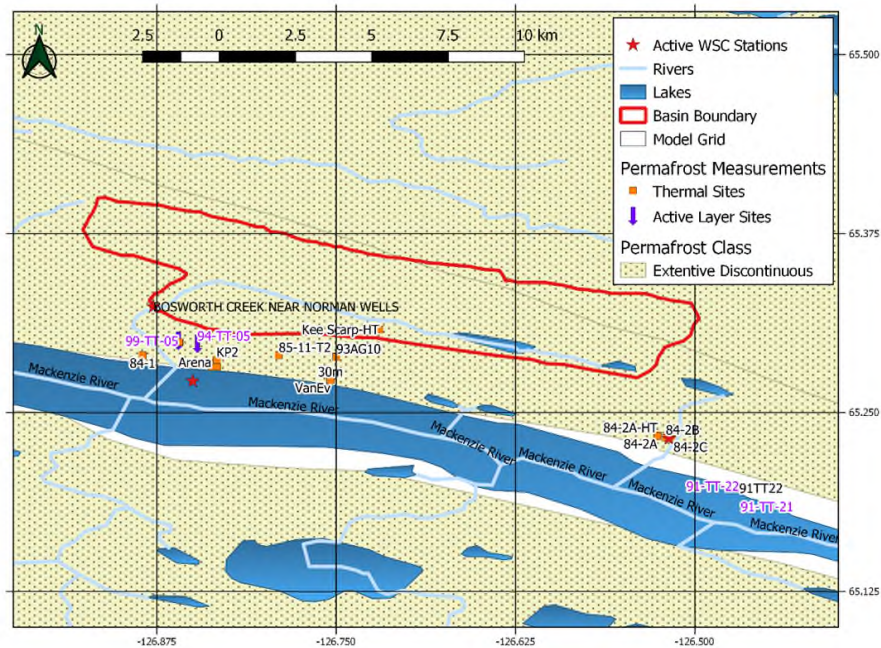 N
2.5 0 2.5 5 7.5 10 km
Active WSC Stations
Rivers
Lakes
Basin Boundary
Model Grid
Permafrost Measurements
Thermal Sites
Active Layer Sites
Permafrost Class
Extentive Discontinuous
65.500
65.375
65.250
65.125
BOSWORTH CREEK NEAR NORMAN WELLS
Kee Scarp-HT
99-TT-05
94-TT-05
84-1
Arena
KP2
85-11-T2
93AG10
30m
VanEv
Mackenzie River
Mackenzie River
Mackenzie River
Mackenzie River
Mackenzie River
Mackenzie River
84-2A-HT
84-2B
84-2A
84-2C
91-TT-22
91TT22
91-TT-21
-126.875 -126.750 -126.625 -126.500